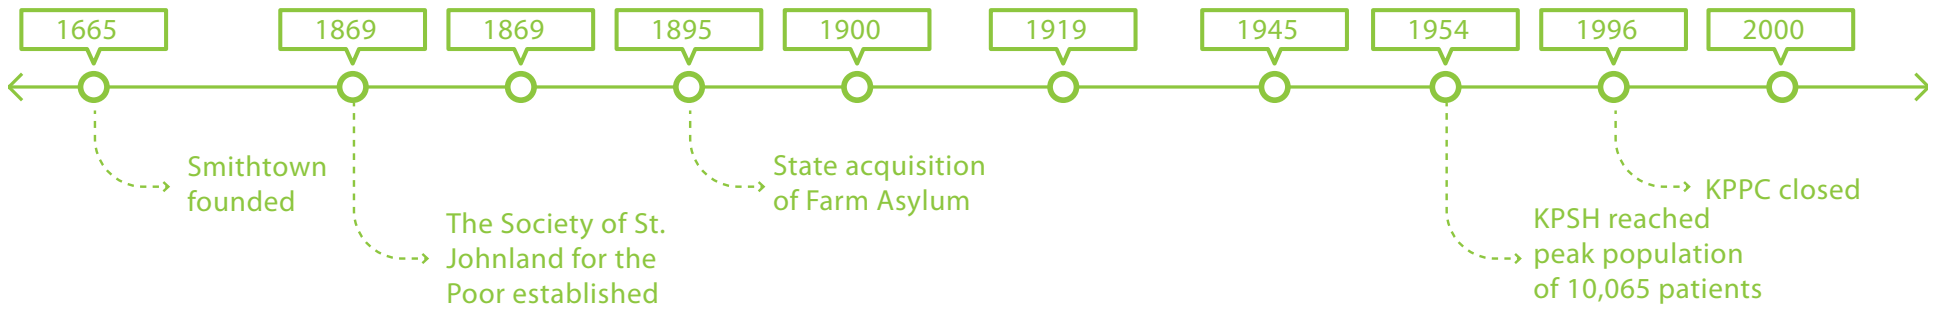 1665
1869
1869
1895
1900
1919
1945
1954
1996
2000
Smithtown
founded
The Society of St.
Johnland for the
Poor established
State acquisition
of Farm Asylum
KPSH reached
peak population
of 10,065 patients
KPPC closed